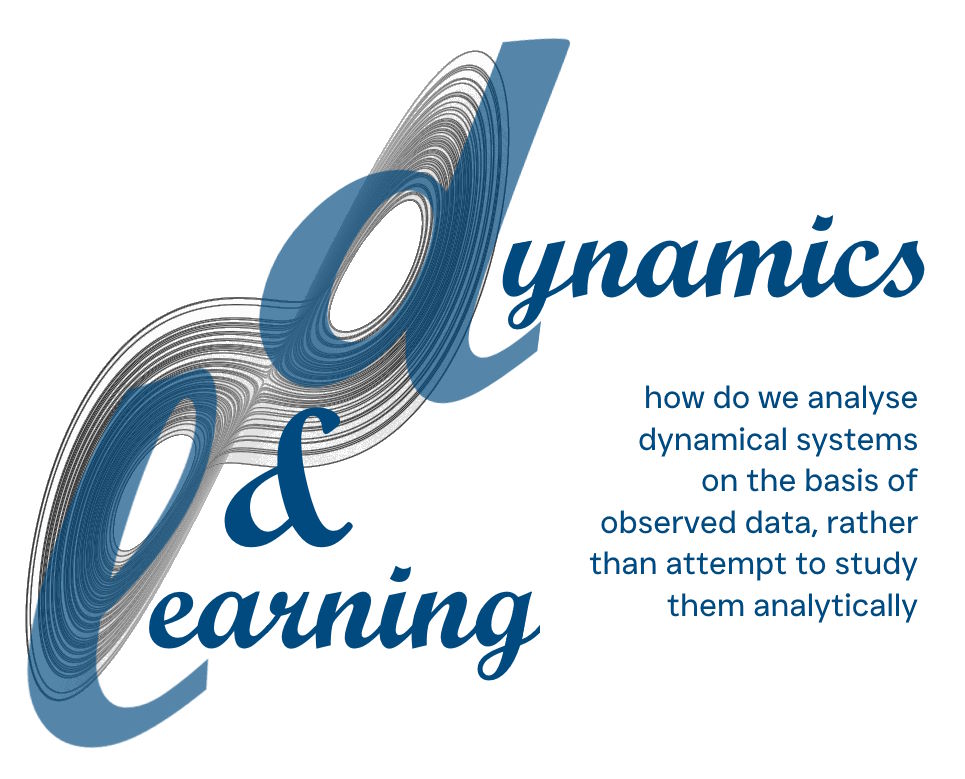 dynamics
&
learning
how do we analyse
dynamical systems
on the basis of
observed data, rather
than attempt to study
them analytically